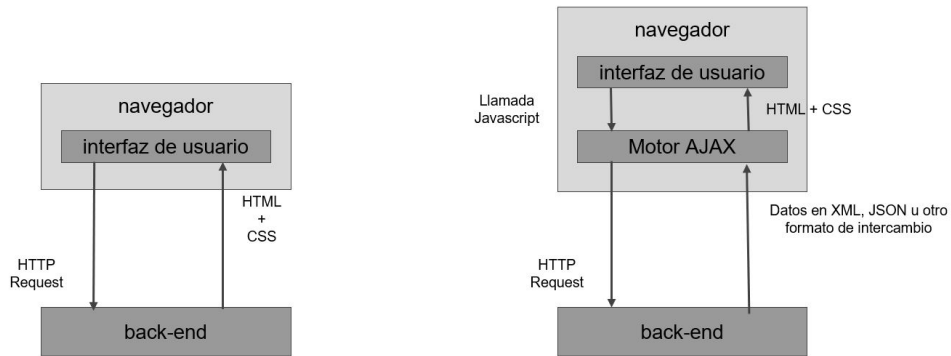 navegador
interfaz de usuario
HTML
+
CSS
HTTP
Request
back-end
navegador
interfaz de usuario
Llamada
Javascript
HTML + CSS
Motor AJAX
Datos en XML, JSON u otro
formato de intercambio
HTTP
Request
back-end